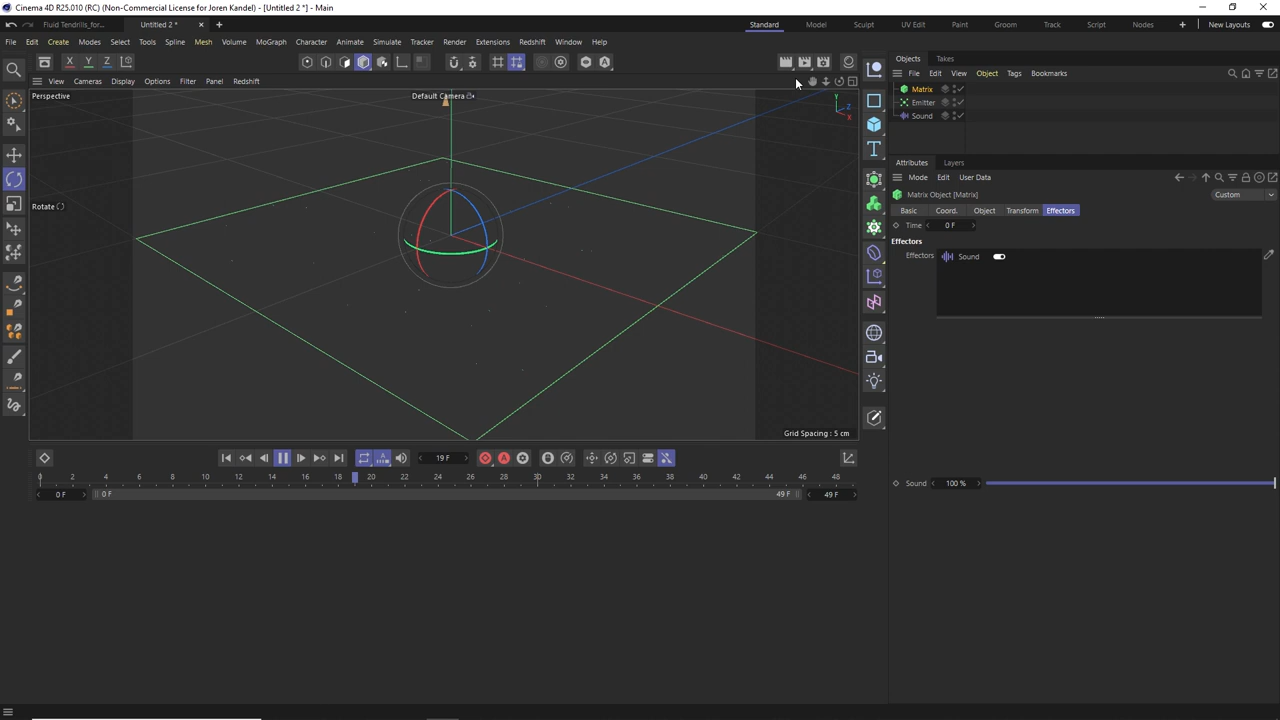 Cinema 4D R25.010 (RC) (Non-Commercial License for Joren Kandel) - [Untitled 2 *] - Main
Fluid Tendrills_for... Untitled 2 * Standard Model Sculpt UV Edit Paint Groom Track Script Nodes New Layouts
File Edit Create Modes Select Tools Spline Mesh Volume MoGraph Character Animate Simulate Tracker Render Extensions Redshift Window Help
Objects Takes
X Y Z
File Edit View Object Tags Bookmarks
View Cameras Display Options Filter Panel Redshift
Matrix
Perspective Default Camera
Emitter
Y
Z
X
Sound
Attributes Layers
Mode Edit User Data
Matrix Object [Matrix] Custom
Rotate
Basic Coord. Object Transform Effectors
Time 0 F
Effectors
Effectors Sound
Grid Spacing : 5 cm
19 F
0 2 4 6 8 10 12 14 16 18 20 22 24 26 28 30 32 34 36 38 40 42 44 46 48
Sound 100 %
0 F 0 F 49 F 49 F